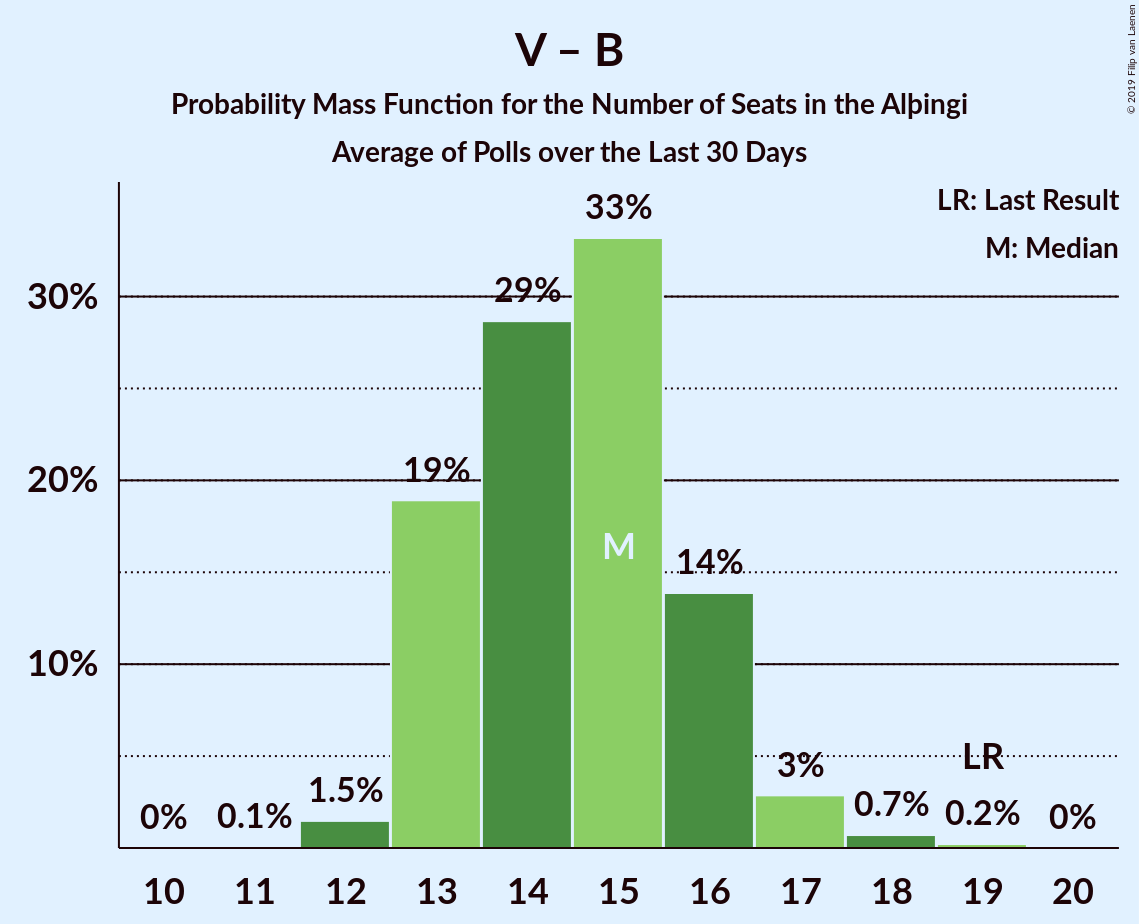 V – B
Probability Mass Function for the Number of Seats in the Alþingi
Average of Polls over the Last 30 Days
© 2019 Filip van Laenen
LR: Last Result
M: Median
33%
30%
29%
20%
19%
M
14%
10%
LR
3%
1.5%
0.7%
0.2%
0%
0.1%
0%
10 11 12 13 14 15 16 17 18 19 20